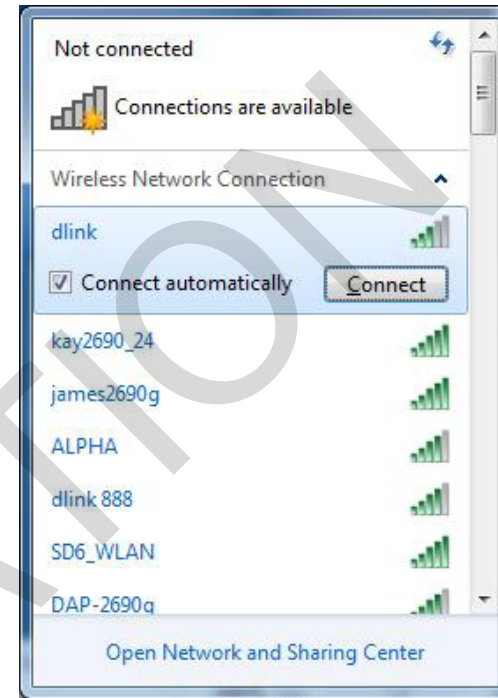 Not connected
Connections are available
Wireless Network Connection
dlink
Connect automatically
Connect
kay2690_24
james2690g
ALPHA
dlink 888
SD6_WLAN
DAP-2690g
Open Network and Sharing Center